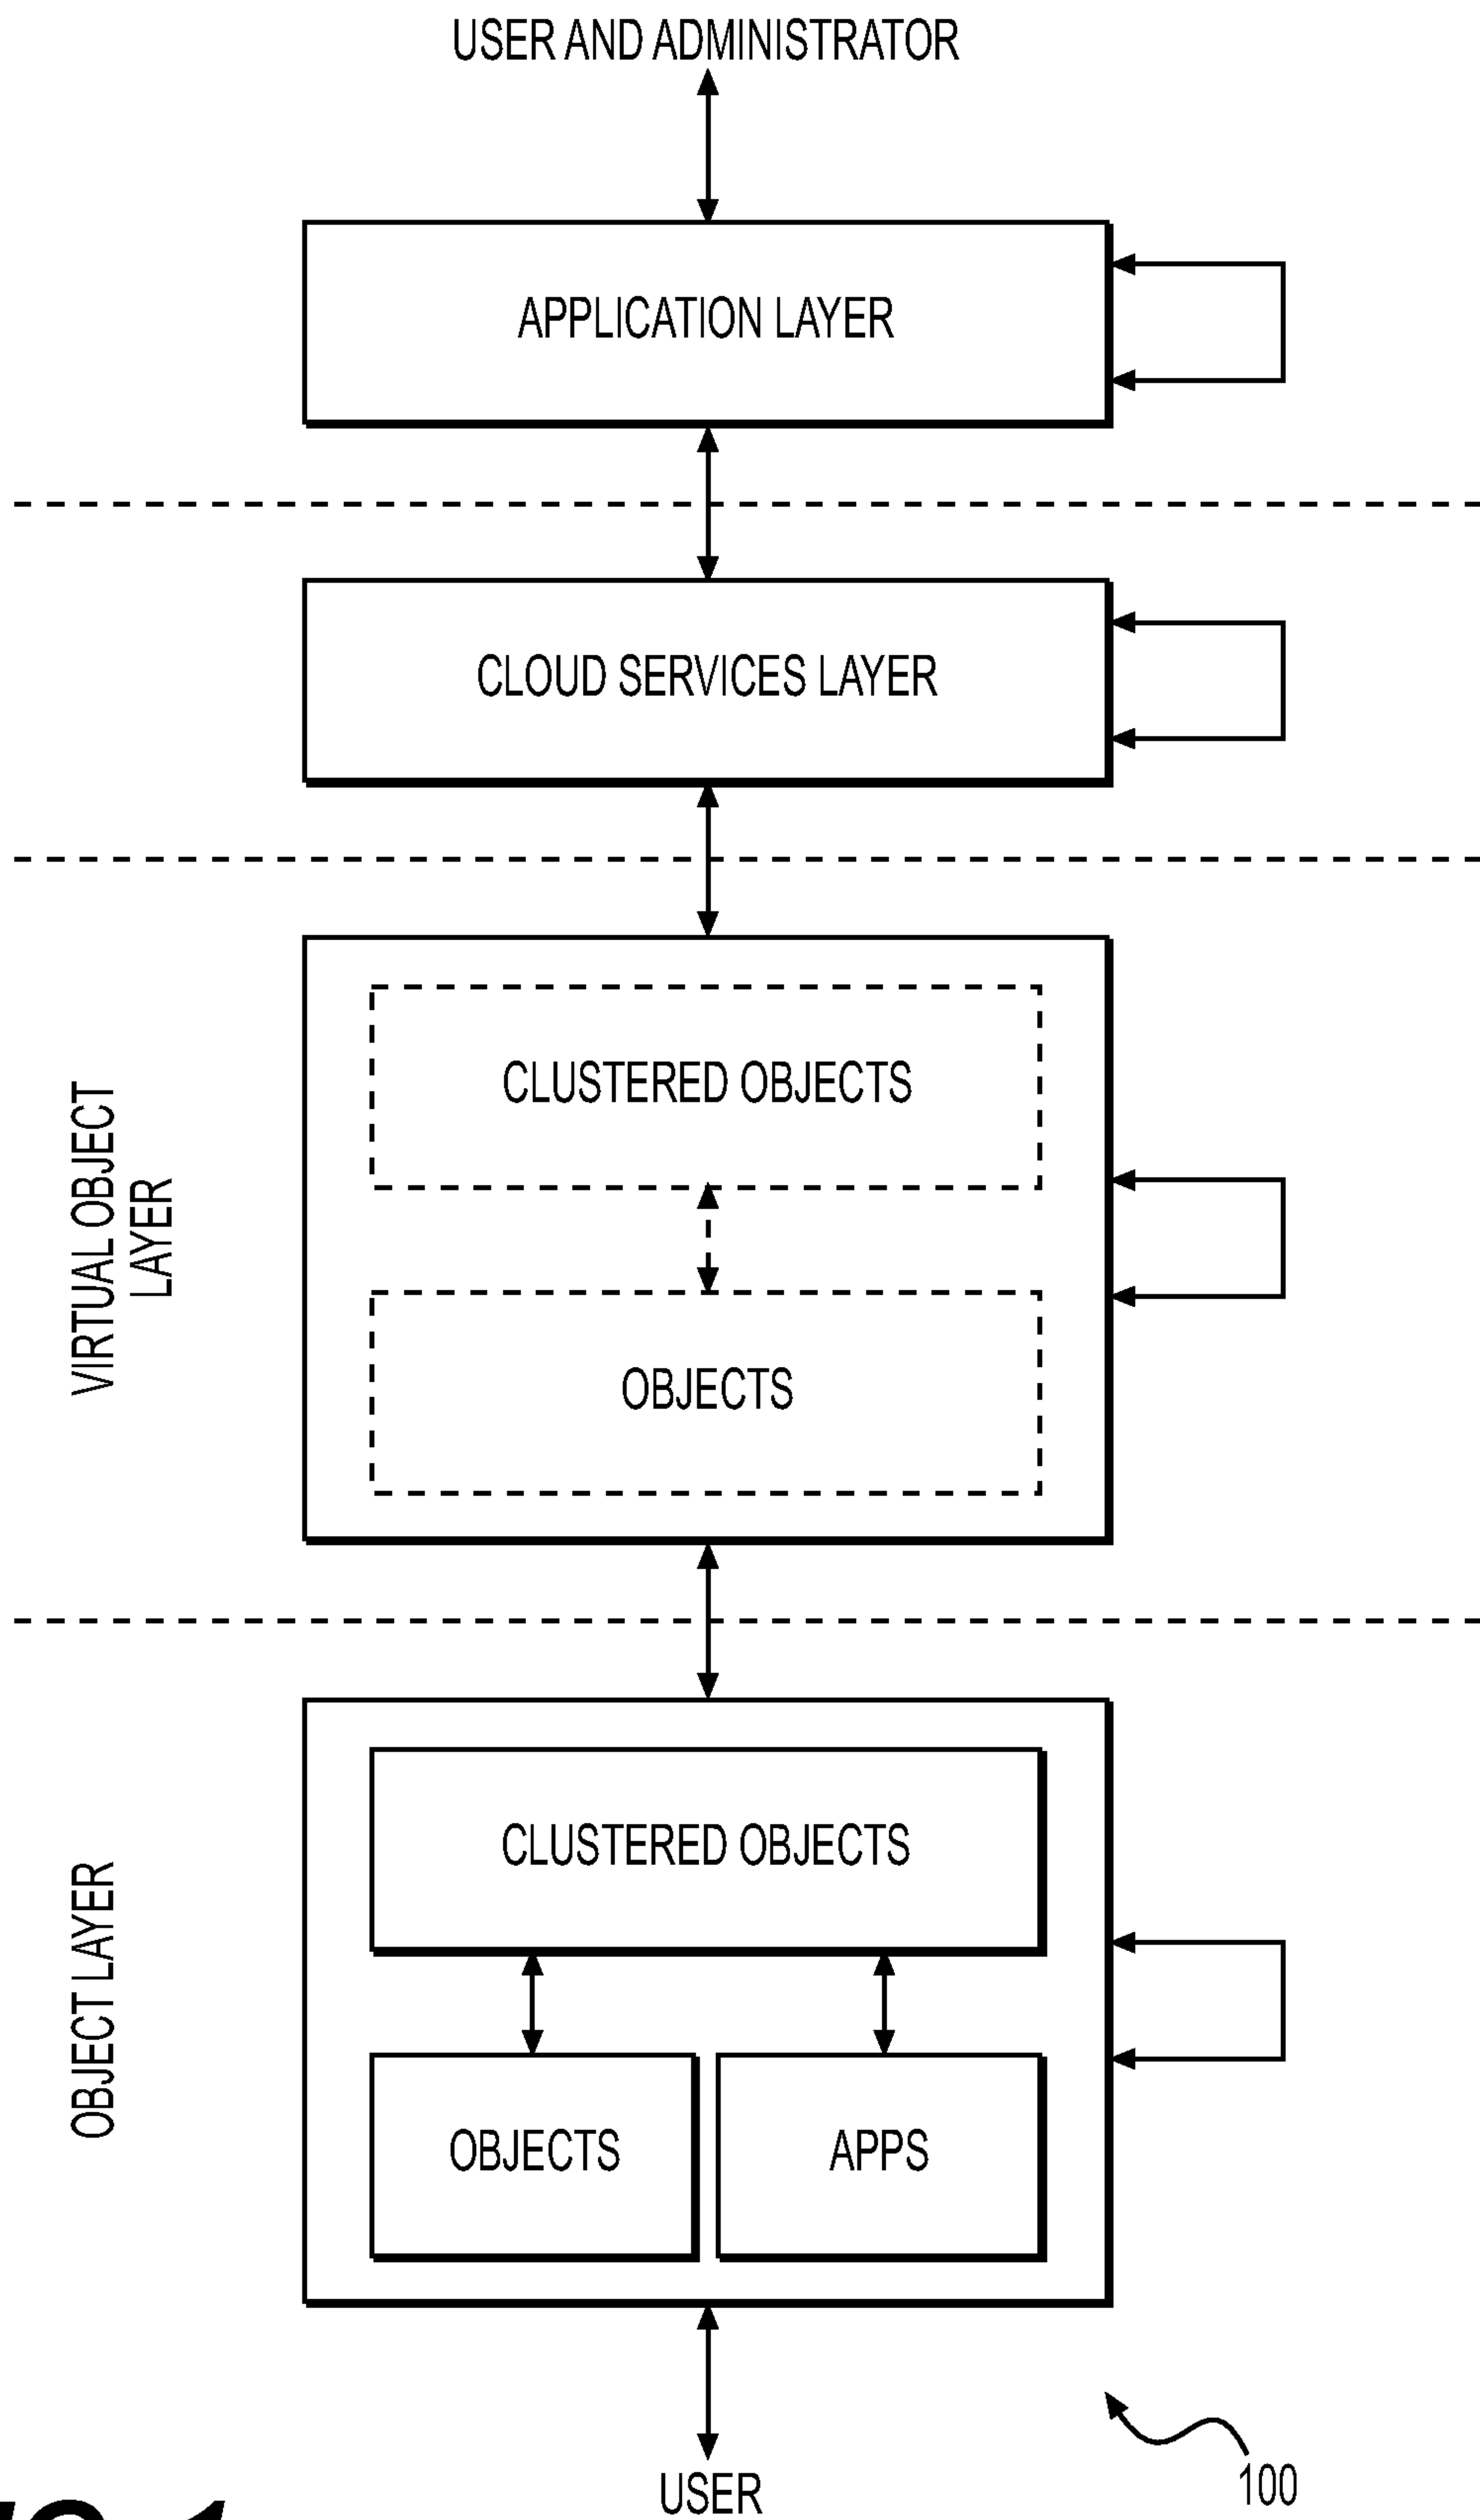 USER AND ADMINISTRATOR
APPLICATION LAYER
CLOUD SERVICES LAYER
VIRTUAL OBJECT
LAYER
CLUSTERED OBJECTS
OBJECTS
OBJECT LAYER
CLUSTERED OBJECTS
OBJECTS
APPS
USER
100